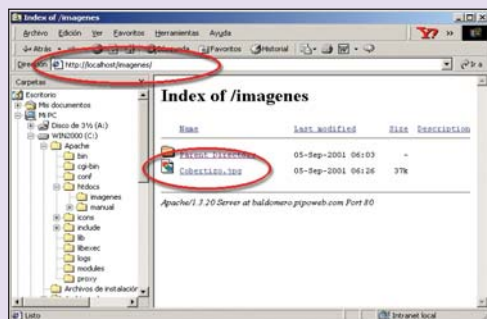 Index of /imagenes
Archivo Edición Ver Favoritos Herramientas Ayuda
Atrás Búsqueda Favoritos Historial
Dirección http://localhost/imagenes/ Ir a
Carpetas
Escritorio
Mis documentos
Mi PC
Disco de 3½ (A:)
WIN2000 (C:)
Apache
bin
cgi-bin
conf
htdocs
imagenes
manual
icons
include
lib
libexec
logs
modules
proxy
Archivos de instalación
Index of /imagenes
Name Last modified Size Description
Parent Directory 05-Sep-2001 06:03 -
Cobertizo.jpg 05-Sep-2001 06:26 37k
Apache/1.3.20 Server at baldomero.pipoweb.com Port 80
Listo Intranet local